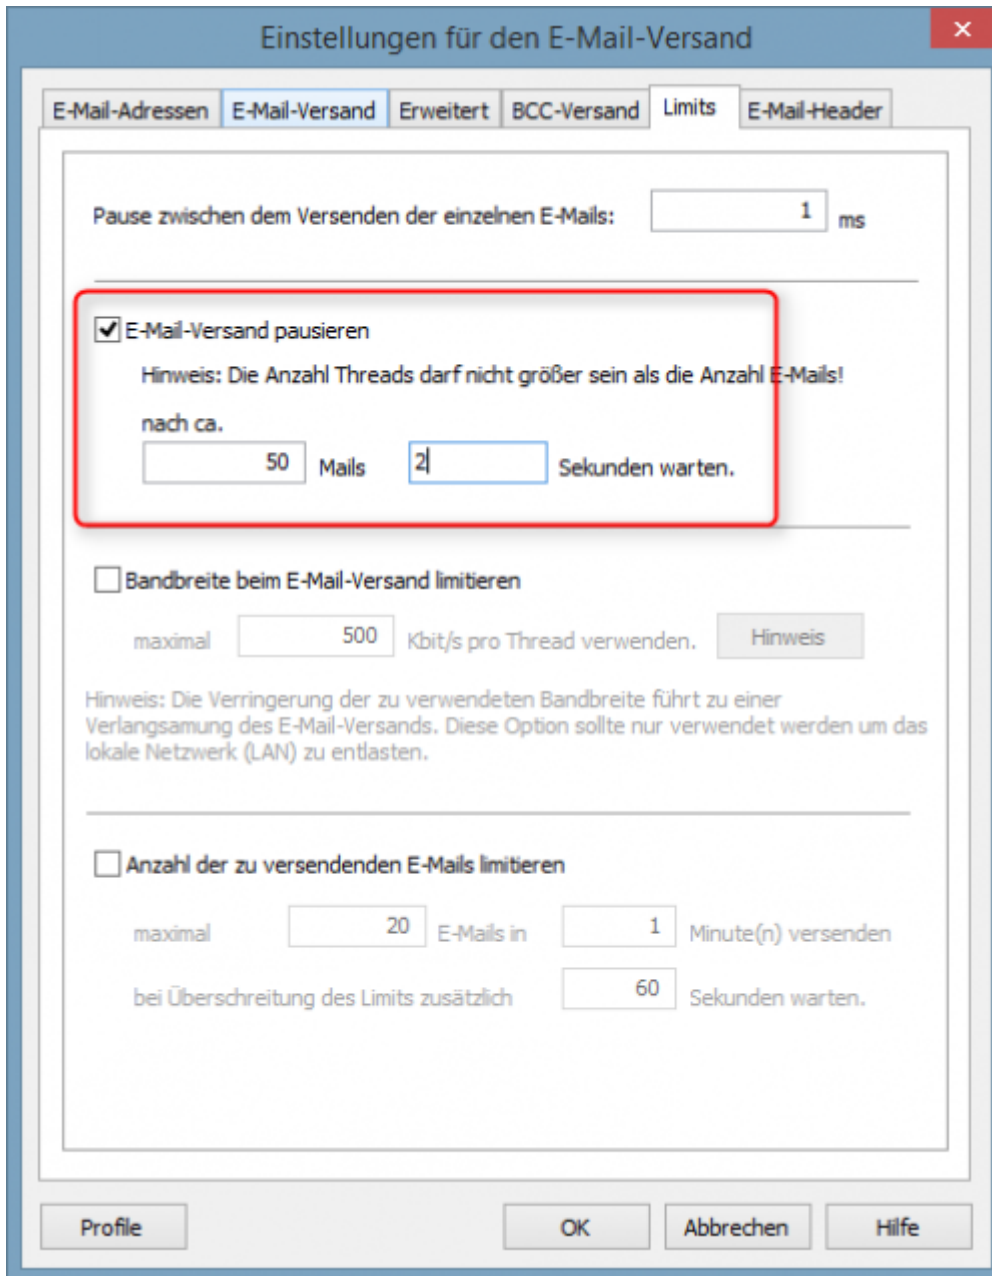 Einstellungen für den E-Mail-Versand
E-Mail-Adressen E-Mail-Versand Erweitert BCC-Versand Limits E-Mail-Header
Pause zwischen dem Versenden der einzelnen E-Mails: 1 ms
E-Mail-Versand pausieren
Hinweis: Die Anzahl Threads darf nicht größer sein als die Anzahl E-Mails!
nach ca.
50 Mails 2 Sekunden warten.
Bandbreite beim E-Mail-Versand limitieren
maximal 500 Kbit/s pro Thread verwenden. Hinweis
Hinweis: Die Verringerung der zu verwendeten Bandbreite führt zu einer
Verlangsamung des E-Mail-Versands. Diese Option sollte nur verwendet werden um das
lokale Netzwerk (LAN) zu entlasten.
Anzahl der zu versendenden E-Mails limitieren
maximal 20 E-Mails in 1 Minute(n) versenden
bei Überschreitung des Limits zusätzlich 60 Sekunden warten.
Profile OK Abbrechen Hilfe